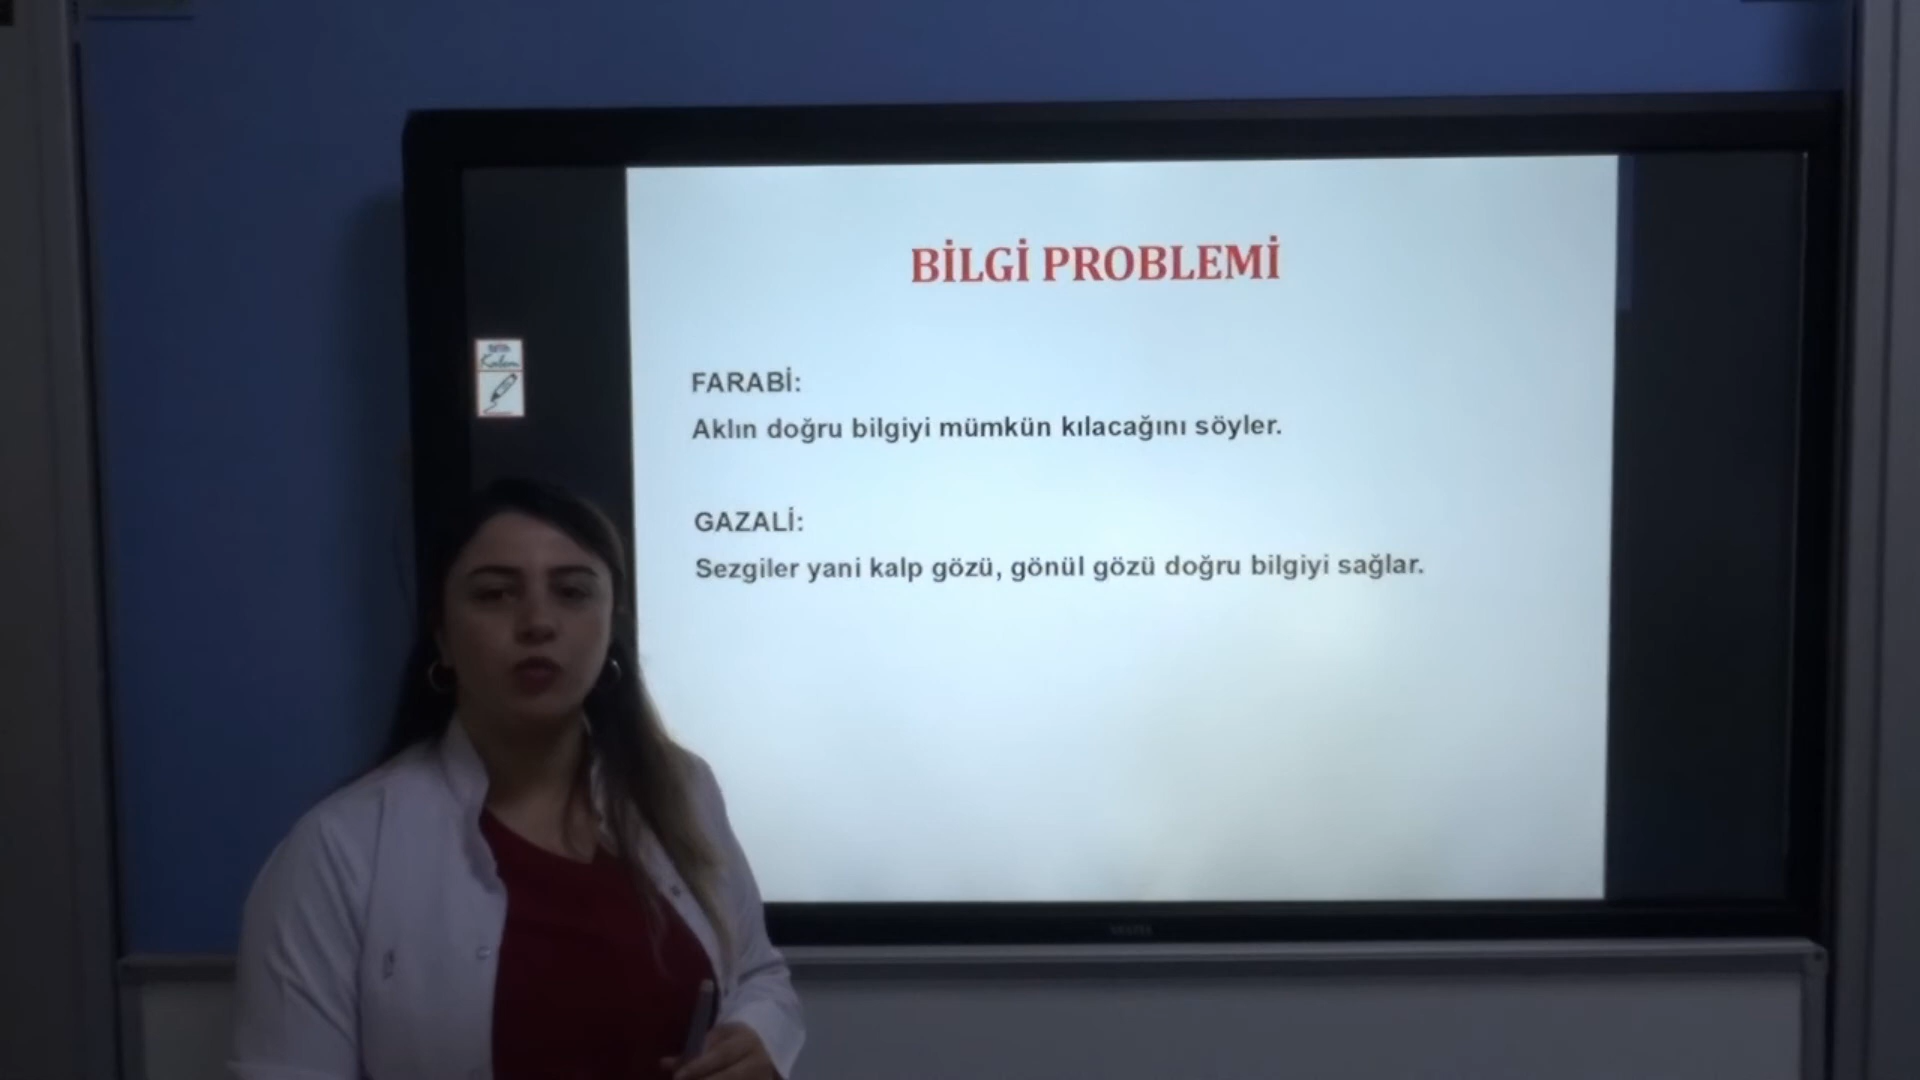 BİLGİ PROBLEMİ
FARABİ:
Aklın doğru bilgiyi mümkün kılacağını söyler.
GAZALİ:
Sezgiler yani kalp gözü, gönül gözü doğru bilgiyi sağlar.
Kalem